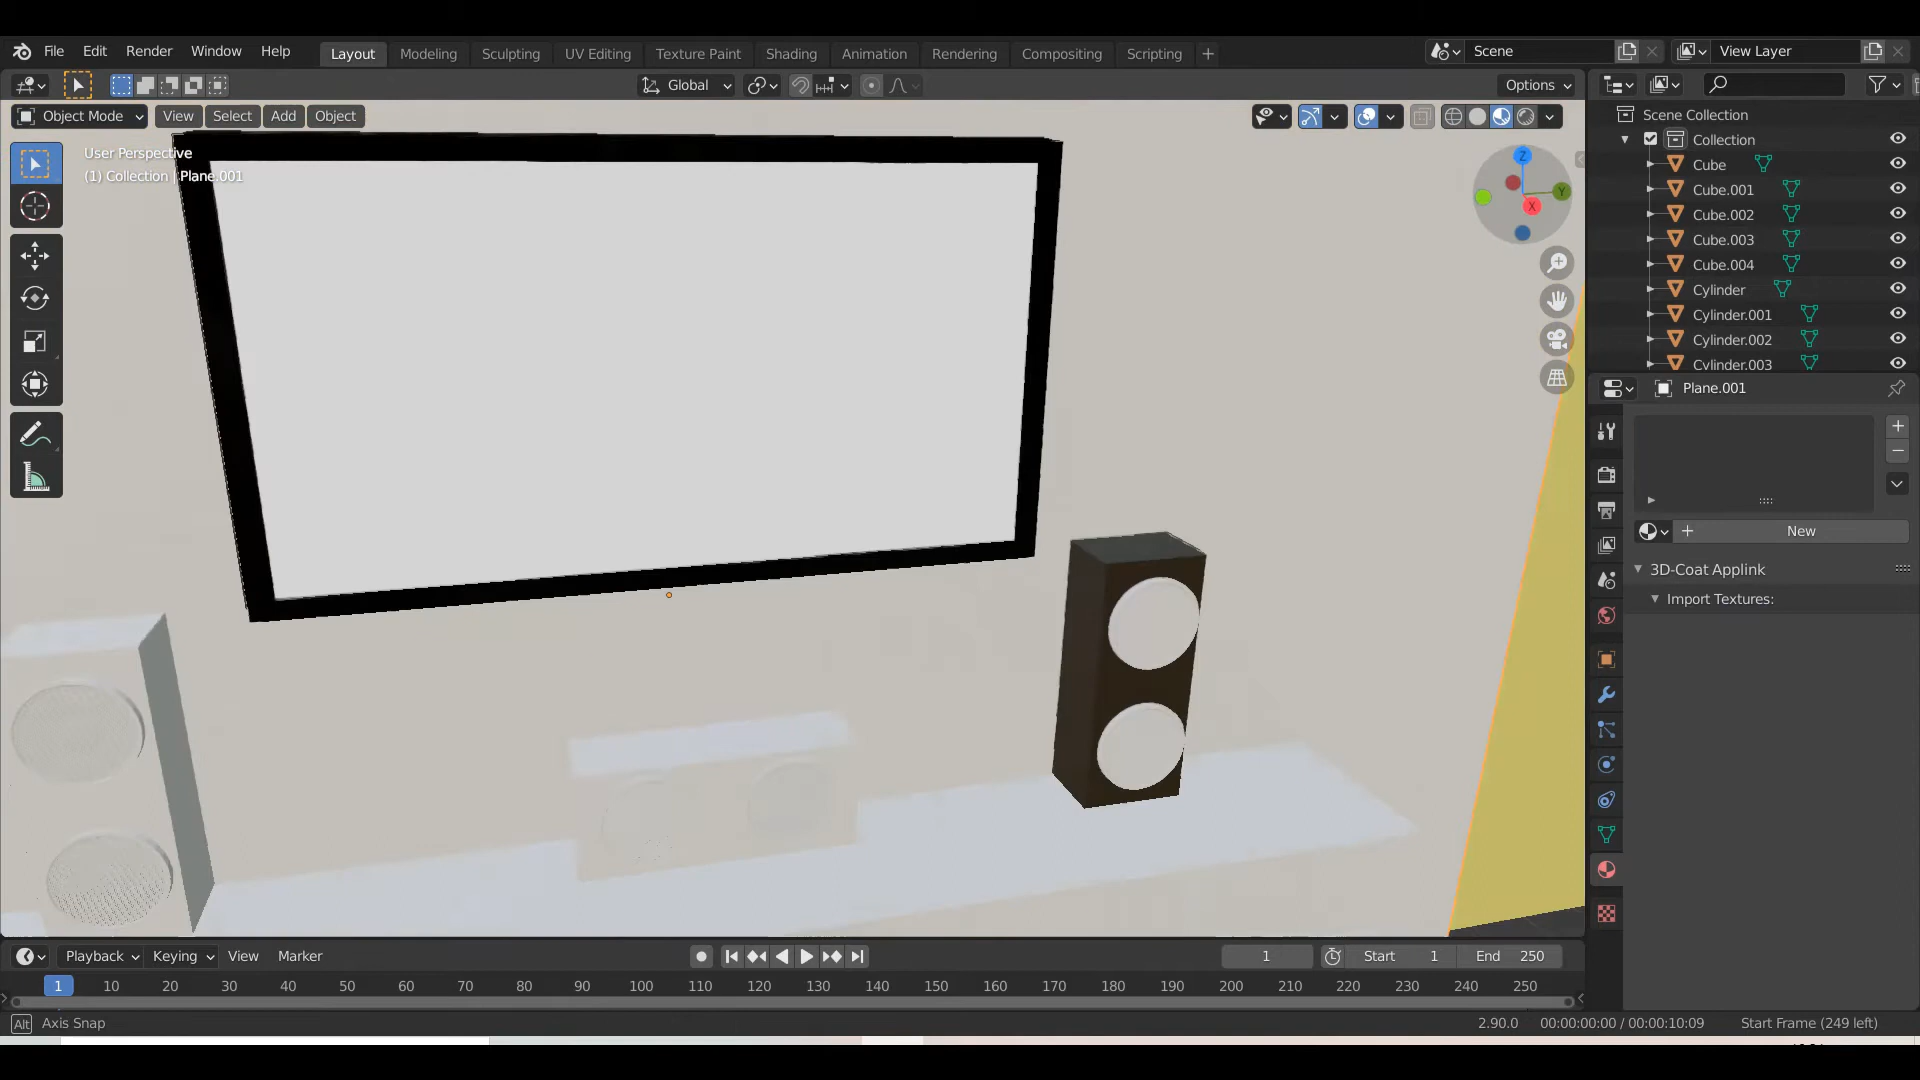 File Edit Render Window Help Layout Modeling Sculpting UV Editing Texture Paint Shading Animation Rendering Compositing Scripting + Scene View Layer
Global Options
Object Mode View Select Add Object
User Perspective
(1) Collection | Plane.001
Z
Y
X
Scene Collection
Collection
Cube
Cube.001
Cube.002
Cube.003
Cube.004
Cylinder
Cylinder.001
Cylinder.002
Cylinder.003
Plane.001
New
3D-Coat Applink
Import Textures:
Playback Keying View Marker 1 Start 1 End 250
1 10 20 30 40 50 60 70 80 90 100 110 120 130 140 150 160 170 180 190 200 210 220 230 240 250
Alt Axis Snap 2.90.0 00:00:00:00 / 00:00:10:09 Start Frame (249 left)